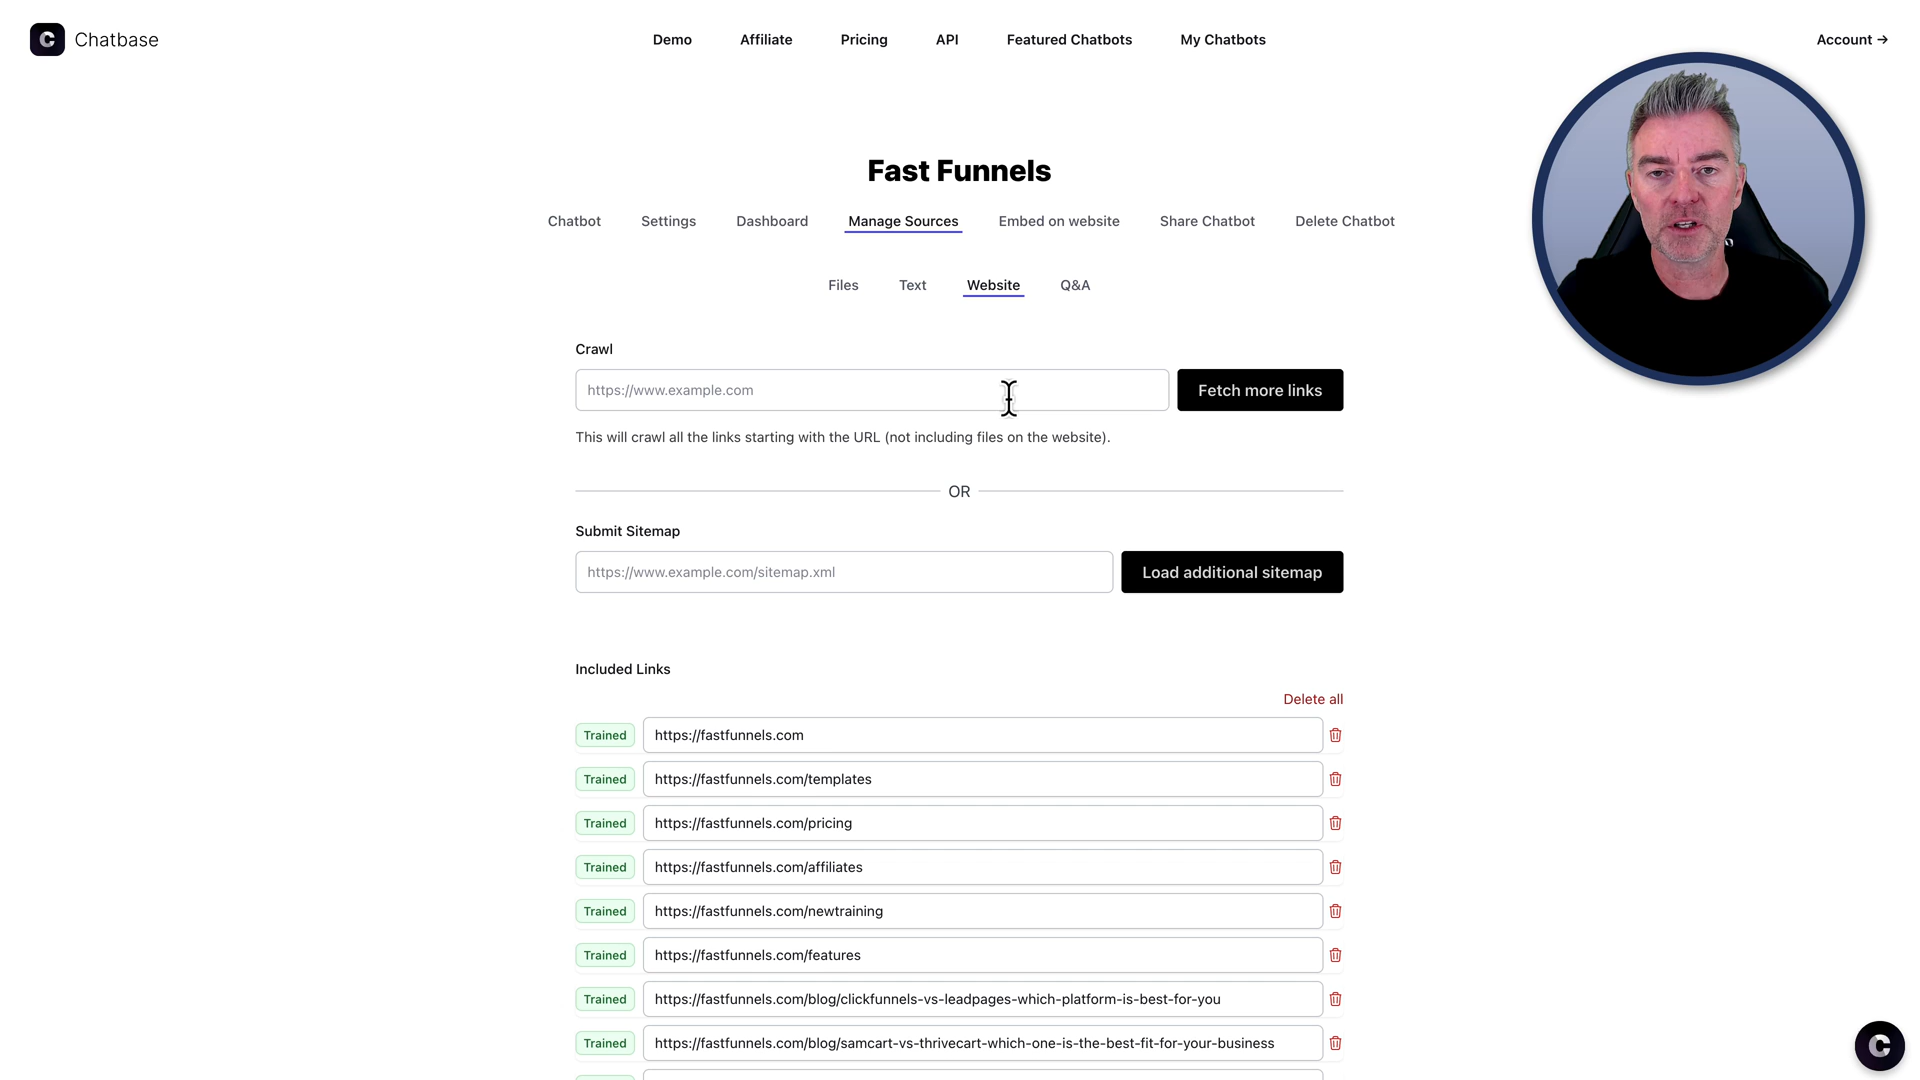 C Chatbase
Demo Affiliate Pricing API Featured Chatbots My Chatbots
Account →
Fast Funnels
Chatbot Settings Dashboard Manage Sources Embed on website Share Chatbot Delete Chatbot
Files Text Website Q&A
Crawl
https://www.example.com
Fetch more links
This will crawl all the links starting with the URL (not including files on the website).
OR
Submit Sitemap
https://www.example.com/sitemap.xml
Load additional sitemap
Included Links
Delete all
Trained https://fastfunnels.com
Trained https://fastfunnels.com/templates
Trained https://fastfunnels.com/pricing
Trained https://fastfunnels.com/affiliates
Trained https://fastfunnels.com/newtraining
Trained https://fastfunnels.com/features
Trained https://fastfunnels.com/blog/clickfunnels-vs-leadpages-which-platform-is-best-for-you
Trained https://fastfunnels.com/blog/samcart-vs-thrivecart-which-one-is-the-best-fit-for-your-business
C